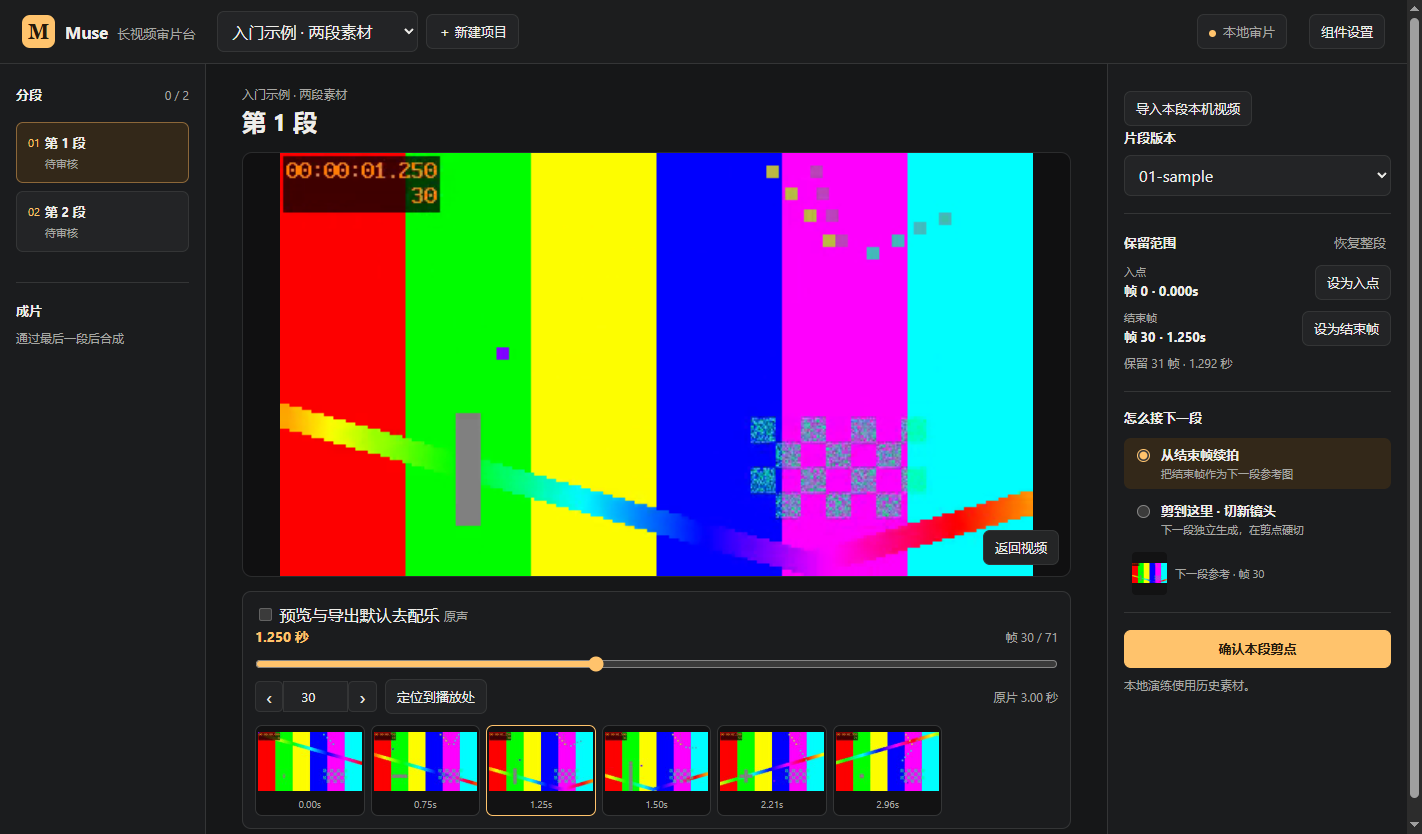 M Muse 长视频审片台 入门示例 · 两段素材 + 新建项目 本地审片 组件设置
分段 0 / 2
01 第 1 段
待审核
02 第 2 段
待审核
成片
通过最后一段后合成
入门示例 · 两段素材
第 1 段
00:00:01.250
30
返回视频
预览与导出默认去配乐 原声
1.250 秒 帧 30 / 71
‹ 30 › 定位到播放处 原片 3.00 秒
0.00s 0.75s 1.25s 1.50s 2.21s 2.96s
导入本段本机视频
片段版本
01-sample
保留范围 恢复整段
入点
帧 0 · 0.000s 设为入点
结束帧
帧 30 · 1.250s 设为结束帧
保留 31 帧 · 1.292 秒
怎么接下一段
从结束帧续拍
把结束帧作为下一段参考图
剪到这里 · 切新镜头
下一段独立生成，在剪点硬切
下一段参考 · 帧 30
确认本段剪点
本地演练使用历史素材。